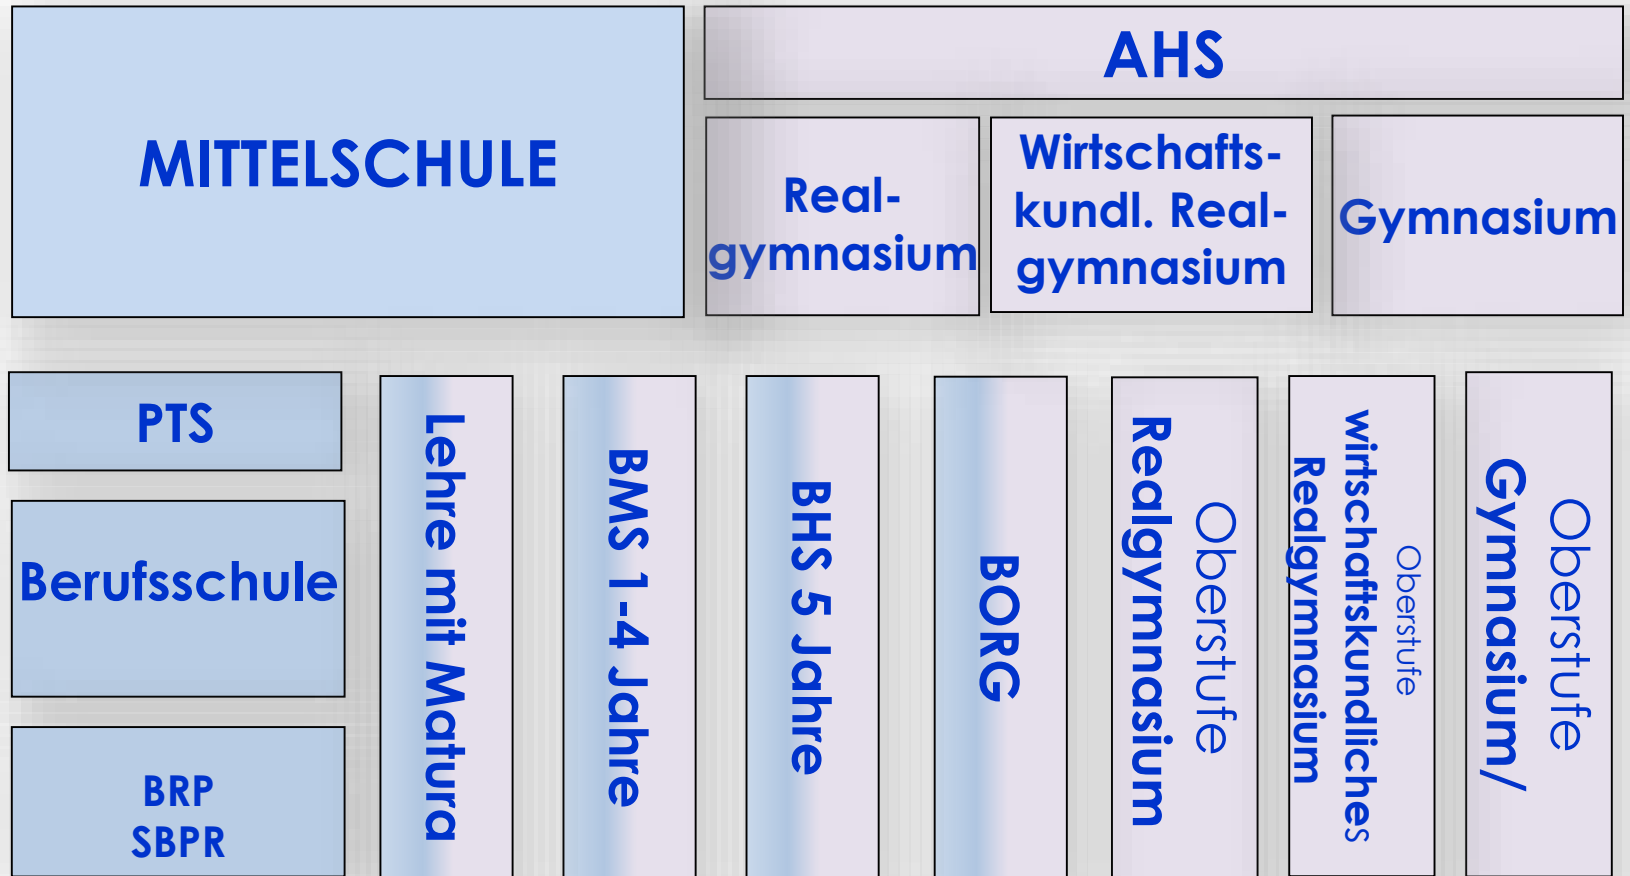 MITTELSCHULE
AHS
Real-
gymnasium
Wirtschafts-
kundl. Real-
gymnasium
Gymnasium
PTS
Berufsschule
BRP
SBPR
Lehre mit Matura
BMS 1-4 Jahre
BHS 5 Jahre
BORG
Oberstufe
Realgymnasium
Oberstufe
wirtschaftskundliches
Realgymnasium
Oberstufe
Gymnasium/